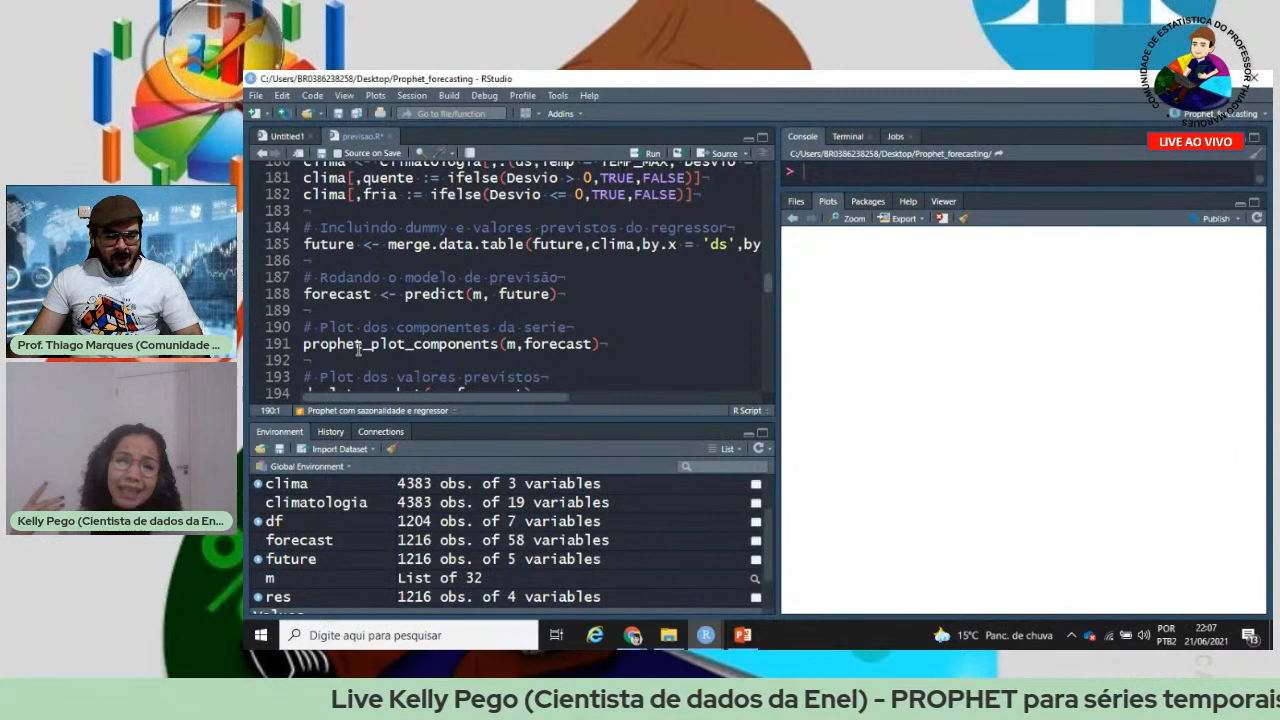 COMUNIDADE DE ESTATÍSTICA DO PROFESSOR THIAGO MARQUES
LIVE AO VIVO
C:/Users/BR0386238258/Desktop/Prophet_forecasting - RStudio
File Edit Code View Plots Session Build Debug Profile Tools Help
Go to file/function Addins
Untitled1 previsao.R*
Source on Save Run Source
181 clima[,quente := ifelse(Desvio > 0,TRUE,FALSE)]
182 clima[,fria := ifelse(Desvio <= 0,TRUE,FALSE)]
183
184 # Incluindo dummy e valores previstos do regressor
185 future <- merge.data.table(future,clima,by.x = 'ds',by
186
187 # Rodando o modelo de previsão
188 forecast <- predict(m, future)
189
190 # Plot dos componentes da serie
191 prophet_plot_components(m,forecast)
192
193 # Plot dos valores previstos
194
190:1 Prophet com sazonalidade e regressor R Script
Console Terminal Jobs
C:/Users/BR0386238258/Desktop/Prophet_forecasting/
>
Files Plots Packages Help Viewer
Zoom Export Publish
Environment History Connections
Import Dataset List
Global Environment
clima 4383 obs. of 3 variables
climatologia 4383 obs. of 19 variables
df 1204 obs. of 7 variables
forecast 1216 obs. of 58 variables
future 1216 obs. of 5 variables
m List of 32
res 1216 obs. of 4 variables
Prof. Thiago Marques (Comunidade ...
Kelly Pego (Cientista de dados da En...
Digite aqui para pesquisar
15°C Panc. de chuva
POR
PTB2
22:07
21/06/2021
13
Live Kelly Pego (Cientista de dados da Enel) - PROPHET para séries temporais